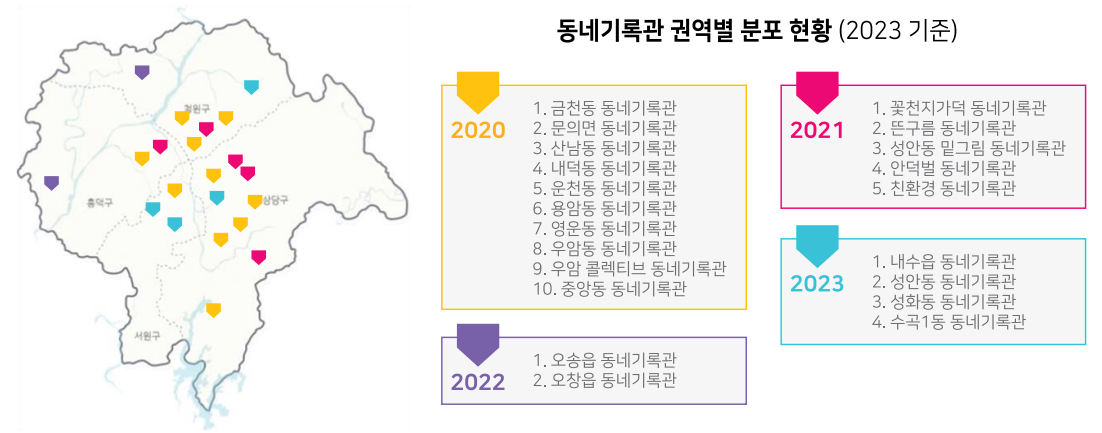 동네기록관 권역별 분포 현황 (2023 기준)
청원구
흥덕구
상당구
서원구
2020
1. 금천동 동네기록관
2. 문의면 동네기록관
3. 산남동 동네기록관
4. 내덕동 동네기록관
5. 운천동 동네기록관
6. 용암동 동네기록관
7. 영운동 동네기록관
8. 우암동 동네기록관
9. 우암 콜렉티브 동네기록관
10. 중앙동 동네기록관
2021
1. 꽃천지가덕 동네기록관
2. 뜬구름 동네기록관
3. 성안동 밑그림 동네기록관
4. 안덕벌 동네기록관
5. 친환경 동네기록관
2022
1. 오송읍 동네기록관
2. 오창읍 동네기록관
2023
1. 내수읍 동네기록관
2. 성안동 동네기록관
3. 성화동 동네기록관
4. 수곡1동 동네기록관